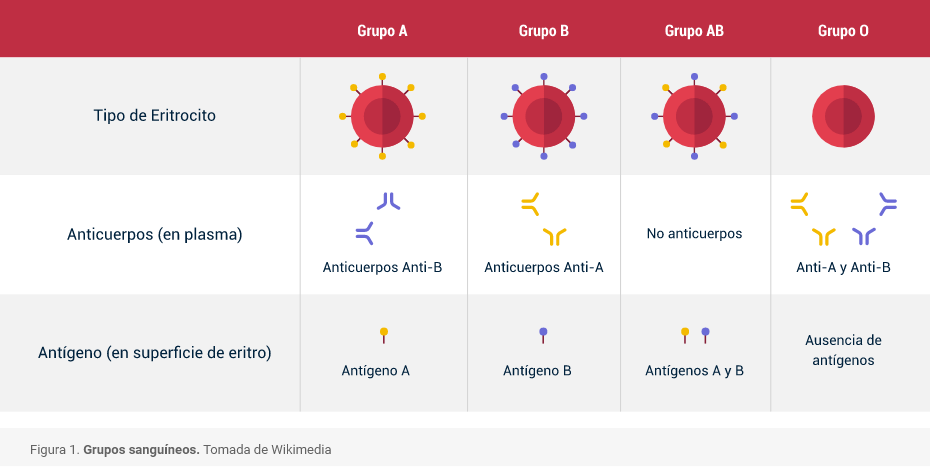 Grupo A
Grupo B
Grupo AB
Grupo O
Tipo de Eritrocito
Anticuerpos (en plasma)
Anticuerpos Anti-B
Anticuerpos Anti-A
No anticuerpos
Anti-A y Anti-B
Antígeno (en superficie de eritro)
Antígeno A
Antígeno B
Antígenos A y B
Ausencia de
antígenos
Figura 1. Grupos sanguíneos. Tomada de Wikimedia